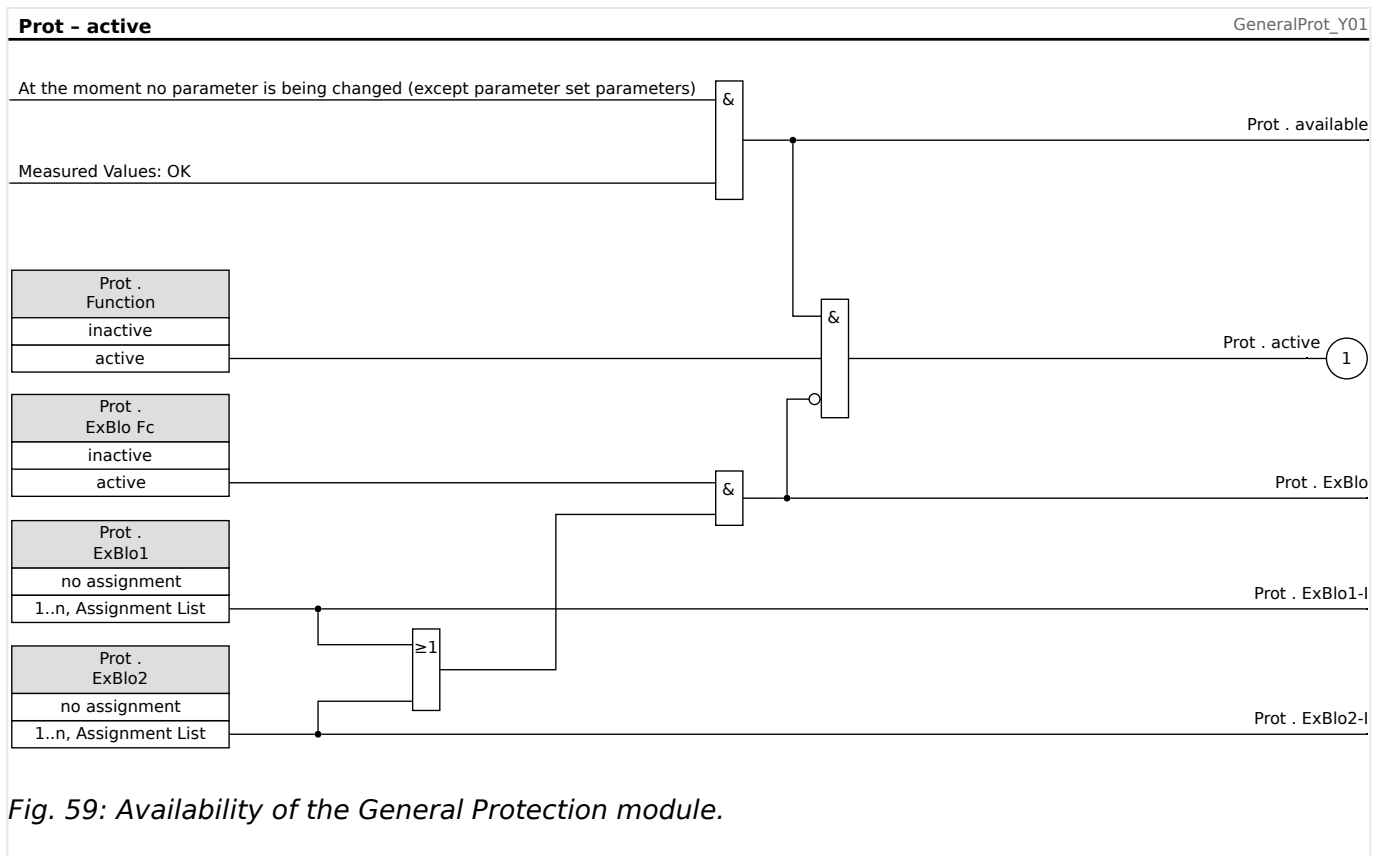 Prot – active
GeneralProt_Y01
At the moment no parameter is being changed (except parameter set parameters)
&
Prot . available
Measured Values: OK
Prot .
Function
inactive
active
&
Prot . active
1
Prot .
ExBlo Fc
inactive
active
&
Prot . ExBlo
Prot .
ExBlo1
no assignment
1..n, Assignment List
Prot . ExBlo1-I
≥1
Prot .
ExBlo2
no assignment
1..n, Assignment List
Prot . ExBlo2-I
Fig. 59: Availability of the General Protection module.